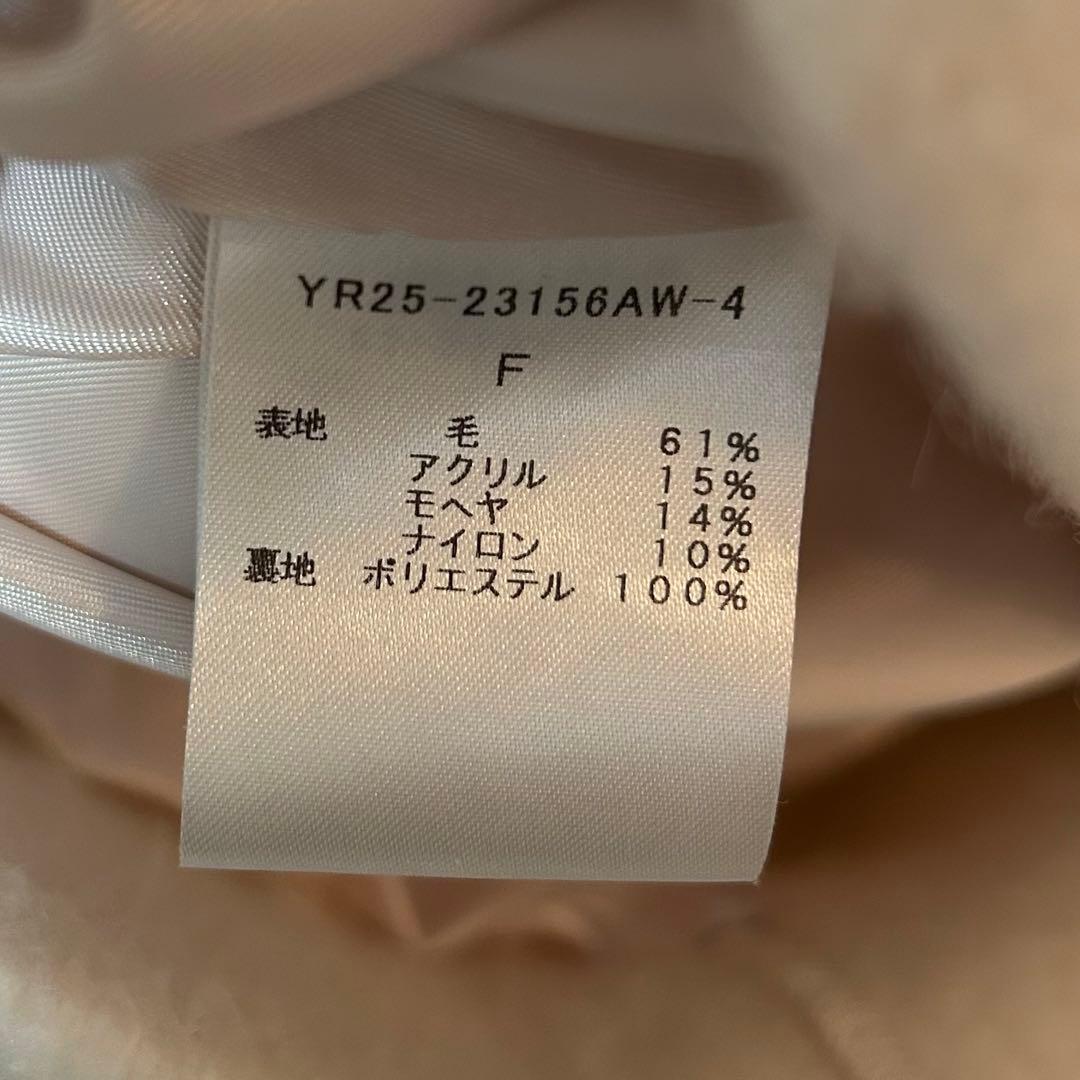 YR25-23156AW-4
F
表地 毛 61%
アクリル 15%
モヘヤ 14%
ナイロン 10%
裏地 ポリエステル 100%